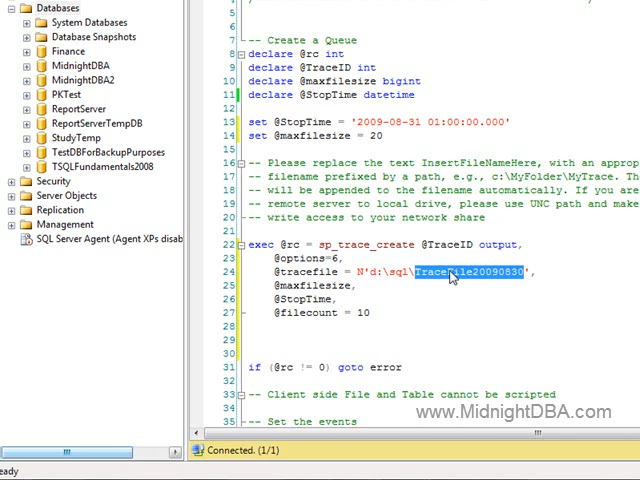 Databases
System Databases
Database Snapshots
Finance
MidnightDBA
MidnightDBA2
PKTest
ReportServer
ReportServerTempDB
StudyTemp
TestDBForBackupPurposes
TSQLFundamentals2008
Security
Server Objects
Replication
Management
SQL Server Agent (Agent XPs disab
eady
5
6
7 -- Create a Queue
8 declare @rc int
9 declare @TraceID int
10 declare @maxfilesize bigint
11 declare @StopTime datetime
12
13 set @StopTime = '2009-08-31 01:00:00.000'
14 set @maxfilesize = 20
15
16 -- Please replace the text InsertFileNameHere, with an approp
17 -- filename prefixed by a path, e.g., c:\MyFolder\MyTrace. Th
18 -- will be appended to the filename automatically. If you are
19 -- remote server to local drive, please use UNC path and make
20 -- write access to your network share
21
22 exec @rc = sp_trace_create @TraceID output,
23 @options=6,
24 @tracefile = N'd:\sql\TraceFile20090830',
25 @maxfilesize,
26 @StopTime,
27 @filecount = 10
28
29
30
31 if (@rc != 0) goto error
32
33 -- Client side File and Table cannot be scripted
34
35 -- Set the events
www.MidnightDBA.com
Connected. (1/1)